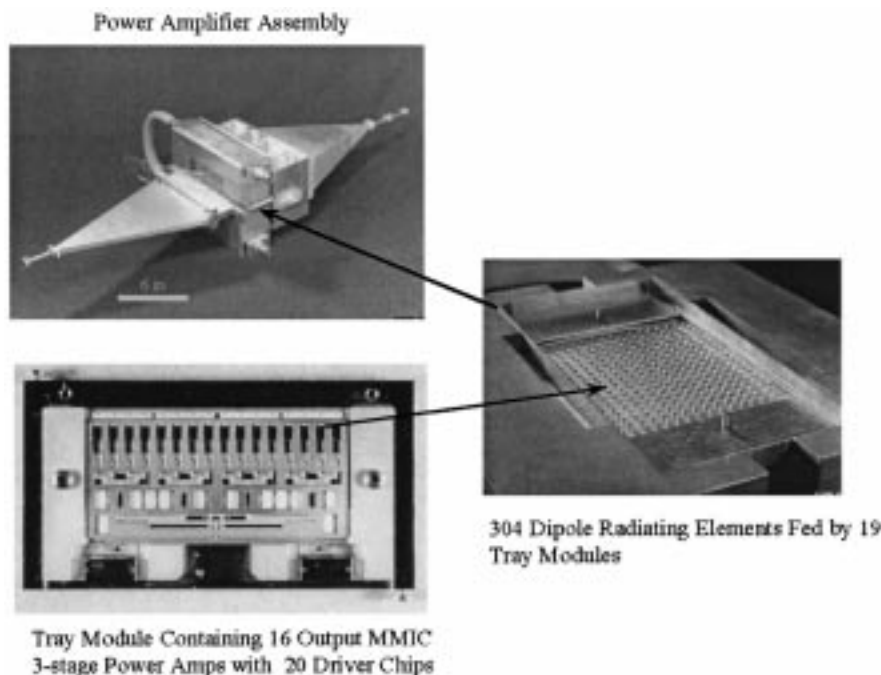 Power Amplifier Assembly
6 in
304 Dipole Radiating Elements Fed by 19
Tray Modules
Tray Module Containing 16 Output MMIC
3-stage Power Amps with 20 Driver Chips